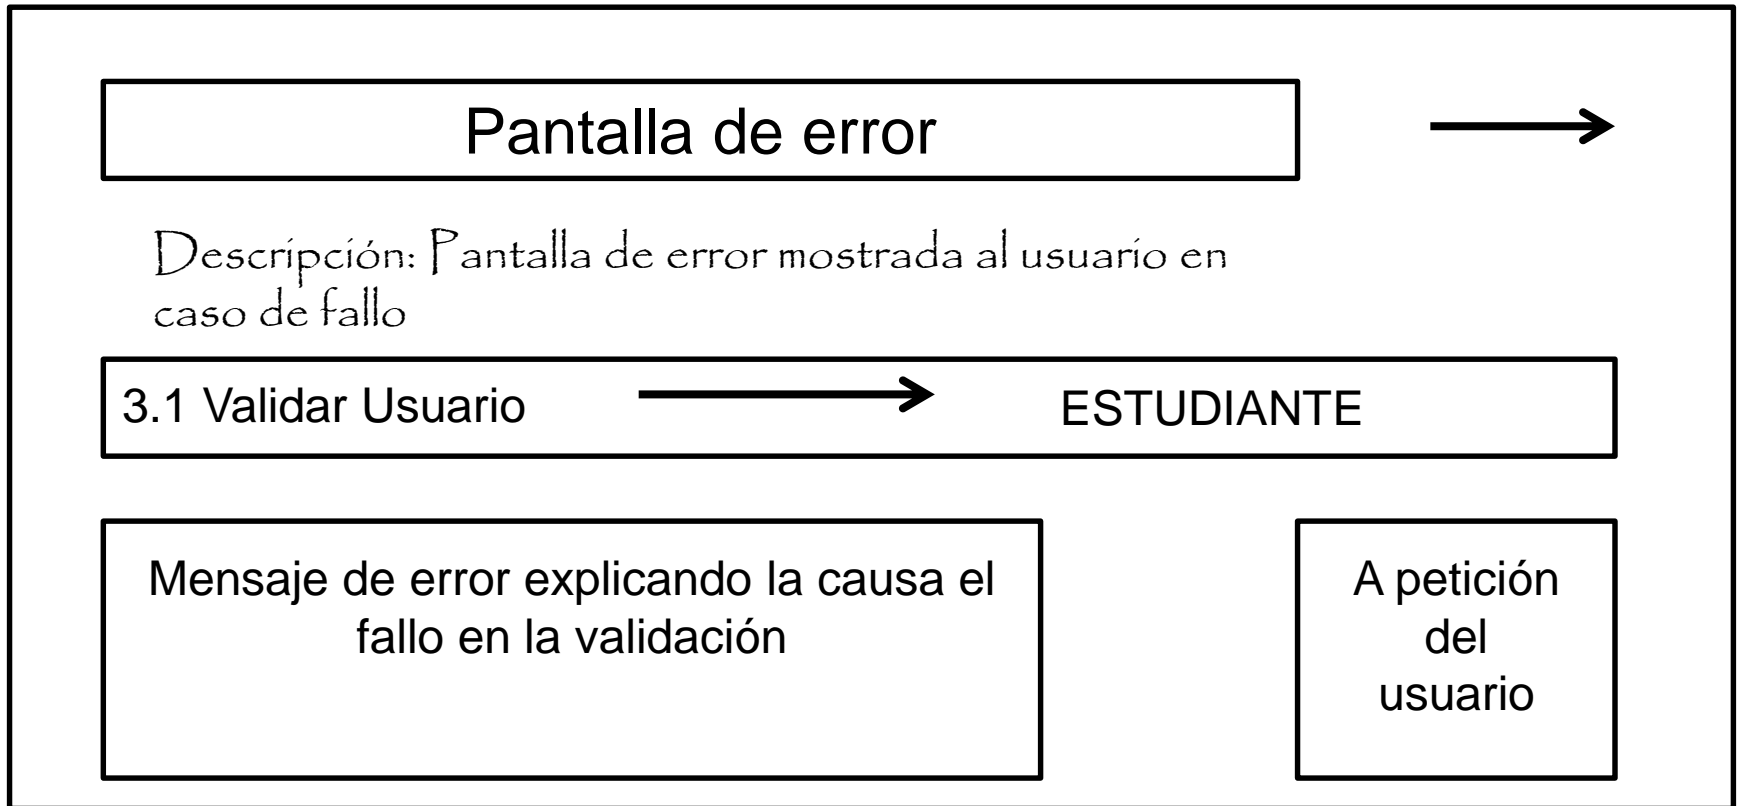 Pantalla de error
Descripción: Pantalla de error mostrada al usuario en
caso de fallo
3.1 Validar Usuario
ESTUDIANTE
Mensaje de error explicando la causa el
fallo en la validación
A petición
del
usuario